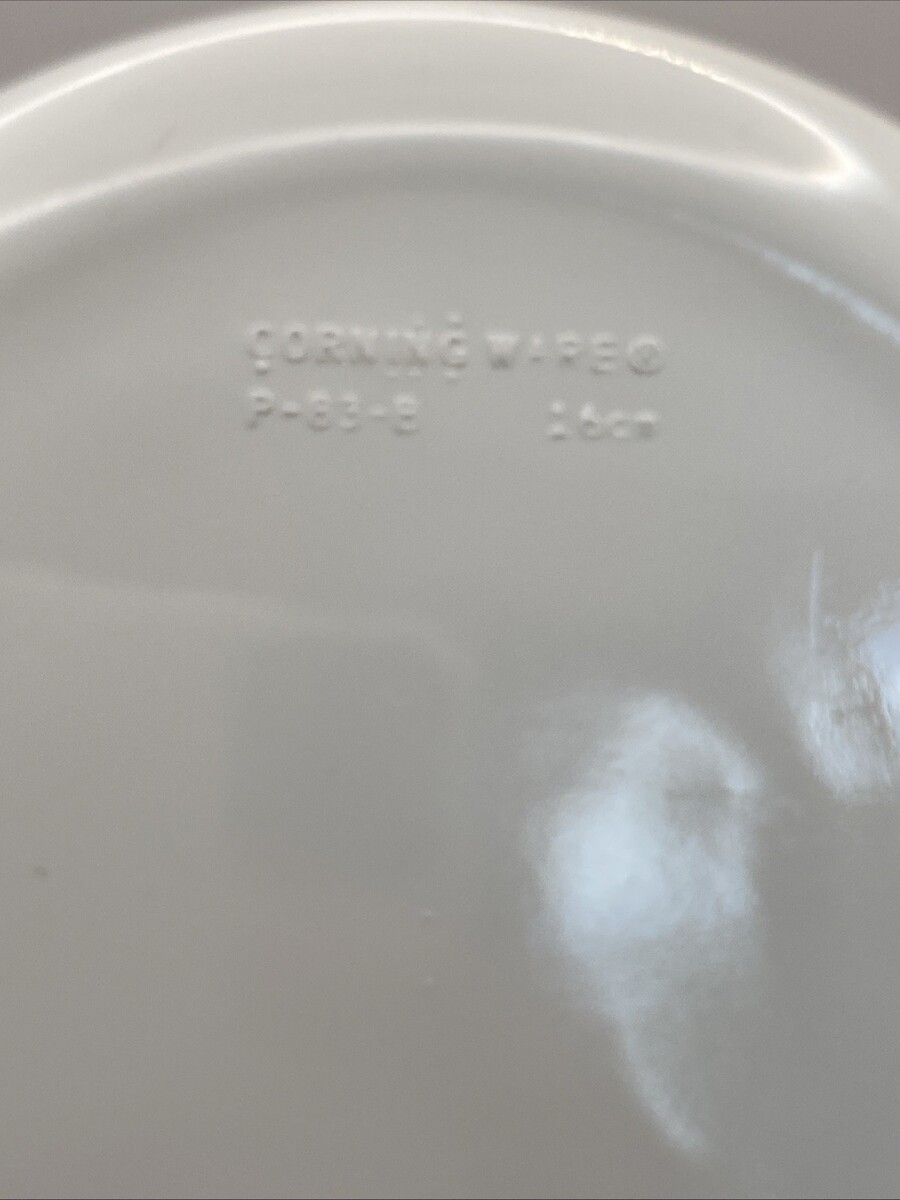 CORNING WARE®
P-83-B 16cm